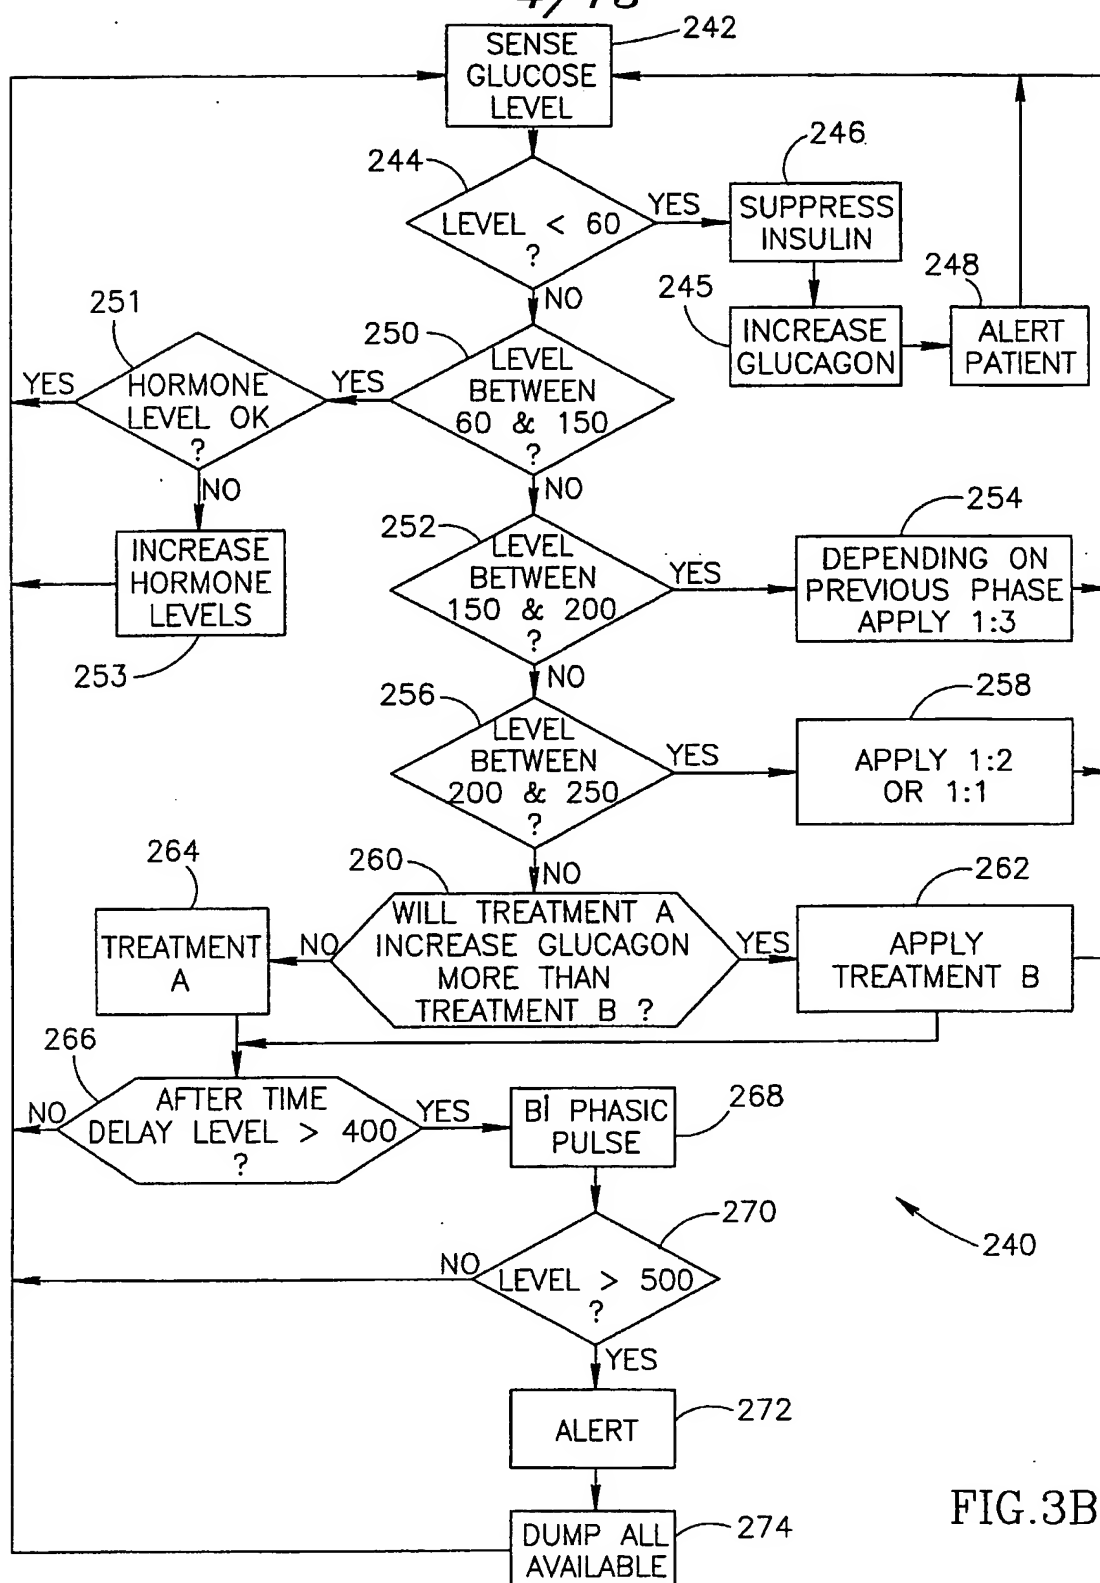 242
SENSE
GLUCOSE
LEVEL
244
LEVEL < 60
?
YES
246
SUPPRESS
INSULIN
NO
245
INCREASE
GLUCAGON
248
ALERT
PATIENT
251
YES
HORMONE
LEVEL OK
?
YES
250
LEVEL
BETWEEN
60 & 150
?
NO
INCREASE
HORMONE
LEVELS
253
NO
252
LEVEL
BETWEEN
150 & 200
?
YES
254
DEPENDING ON
PREVIOUS PHASE
APPLY 1:3
NO
256
LEVEL
BETWEEN
200 & 250
?
YES
258
APPLY 1:2
OR 1:1
NO
264
TREATMENT
A
NO
260
WILL TREATMENT A
INCREASE GLUCAGON
MORE THAN
TREATMENT B ?
YES
262
APPLY
TREATMENT B
266
NO
AFTER TIME
DELAY LEVEL > 400
?
YES
BI PHASIC
PULSE
268
270
NO
LEVEL > 500
?
240
YES
ALERT
272
DUMP ALL
AVAILABLE
274
FIG.3B